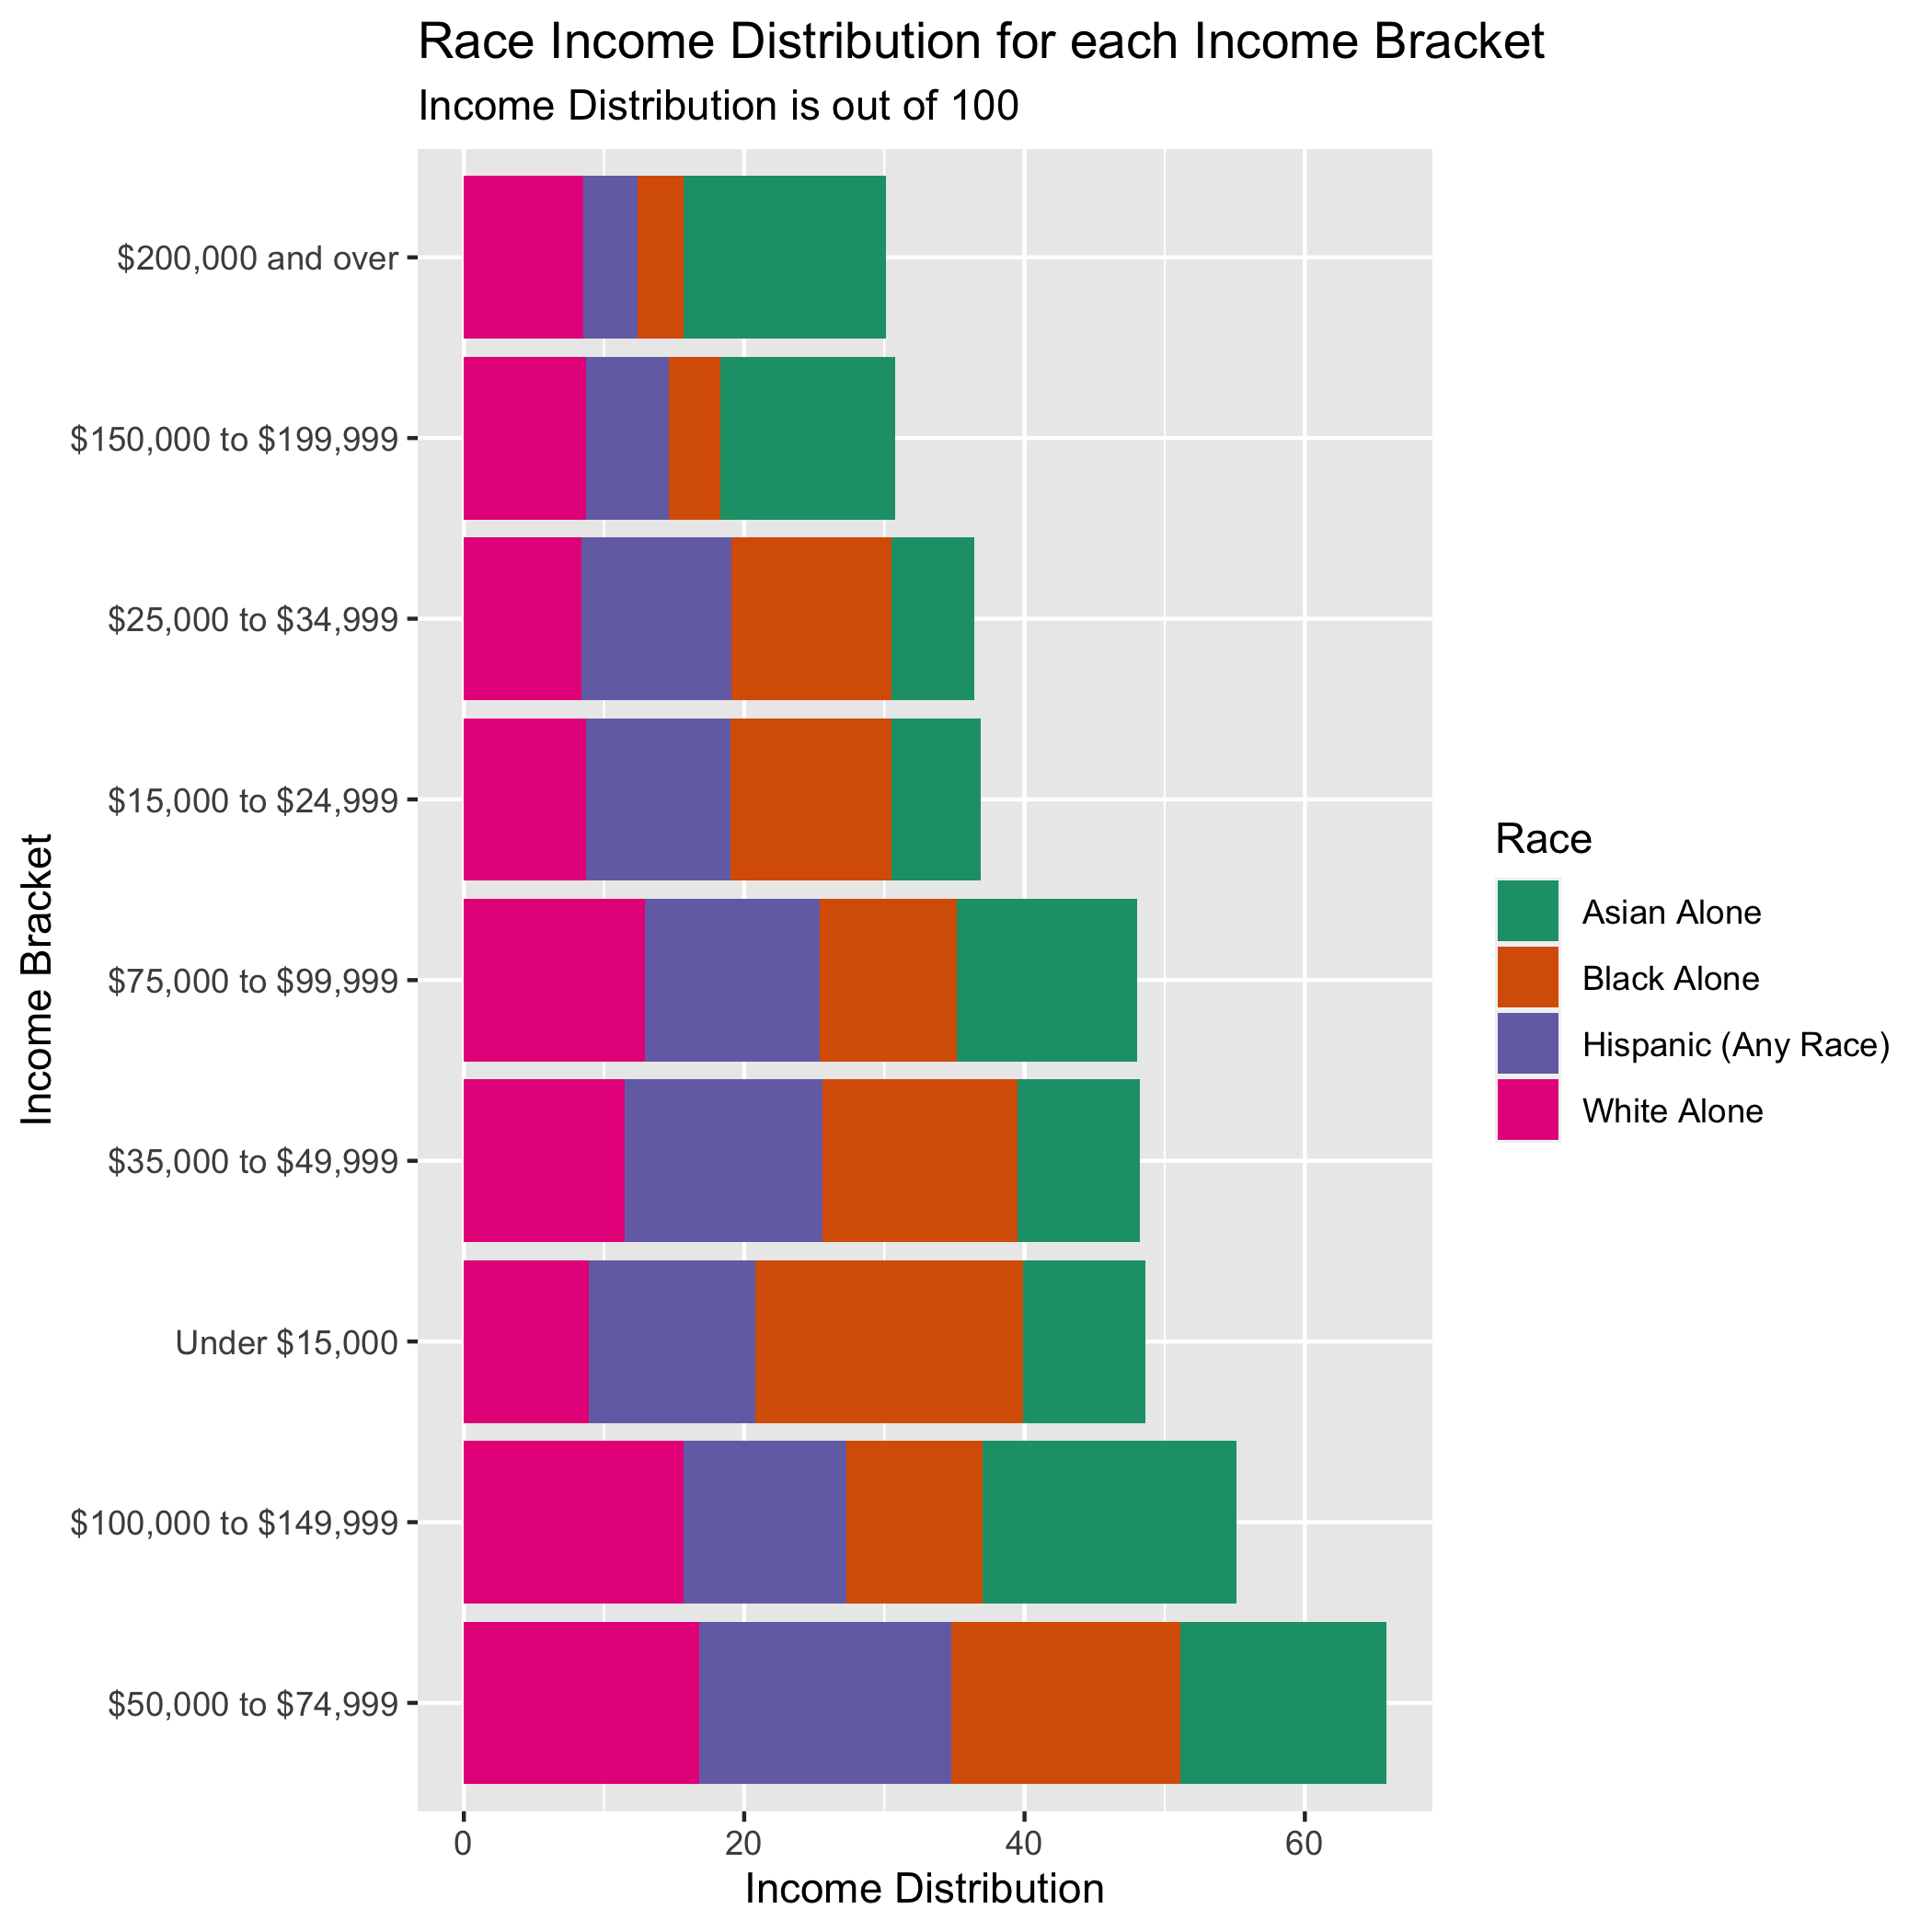 Race Income Distribution for each Income Bracket
Income Distribution is out of 100
Income Bracket
$200,000 and over
$150,000 to $199,999
$25,000 to $34,999
$15,000 to $24,999
$75,000 to $99,999
$35,000 to $49,999
Under $15,000
$100,000 to $149,999
$50,000 to $74,999
0 20 40 60
Income Distribution
Race
Asian Alone
Black Alone
Hispanic (Any Race)
White Alone